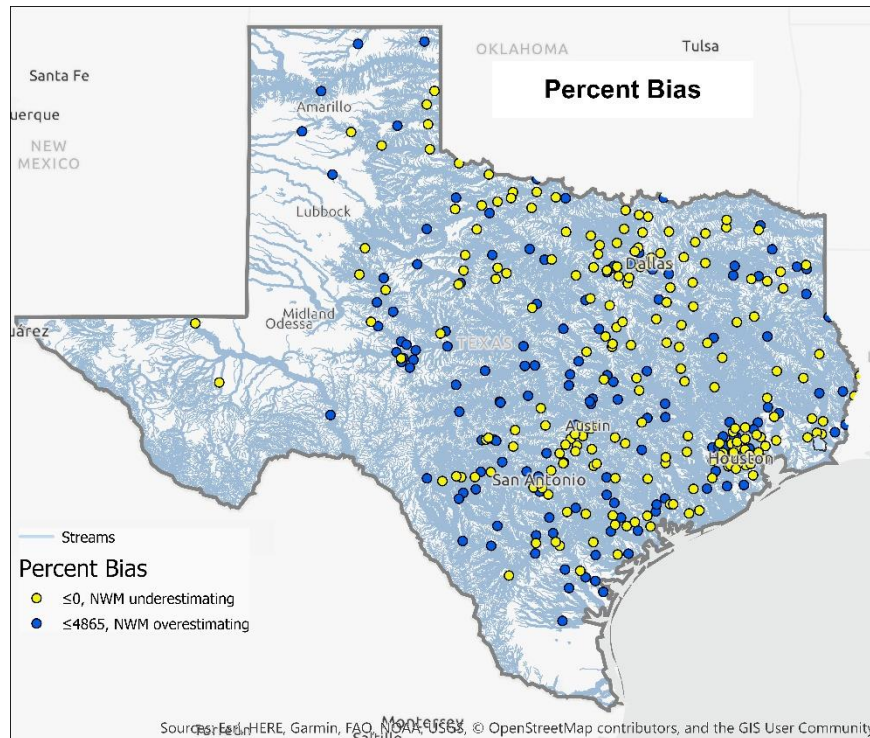 OKLAHOMA
Tulsa
Santa Fe
Percent Bias
Amarillo
uerque
NEW
MEXICO
Lubbock
Dallas
Midland
Odessa
uárez
TEXAS
Austin
Houston
San Antonio
Streams
Percent Bias
≤0, NWM underestimating
≤4865, NWM overestimating
Monterrey
Sources: Esri, HERE, Garmin, FAO, NOAA, USGS, © OpenStreetMap contributors, and the GIS User Community
Torreón
Saltillo